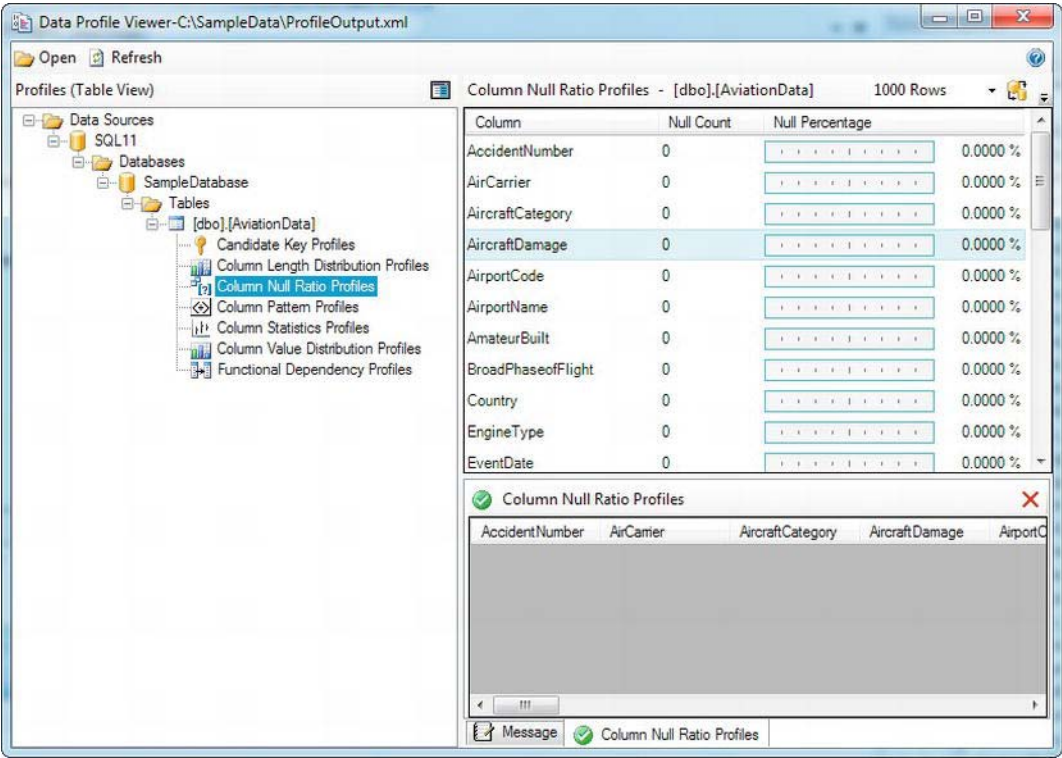 Data Profile Viewer-C:\SampleData\ProfileOutput.xml
Open Refresh
Profiles (Table View)
Data Sources
SQL11
Databases
SampleDatabase
Tables
[dbo].[AviationData]
Candidate Key Profiles
Column Length Distribution Profiles
Column Null Ratio Profiles
Column Pattern Profiles
Column Statistics Profiles
Column Value Distribution Profiles
Functional Dependency Profiles
Column Null Ratio Profiles - [dbo].[AviationData] 1000 Rows
Column Null Count Null Percentage
AccidentNumber 0 0.0000 %
AirCarrier 0 0.0000 %
AircraftCategory 0 0.0000 %
AircraftDamage 0 0.0000 %
AirportCode 0 0.0000 %
AirportName 0 0.0000 %
AmateurBuilt 0 0.0000 %
BroadPhaseofFlight 0 0.0000 %
Country 0 0.0000 %
EngineType 0 0.0000 %
EventDate 0 0.0000 %
Column Null Ratio Profiles
AccidentNumber AirCarrier AircraftCategory AircraftDamage AirportC
Message Column Null Ratio Profiles